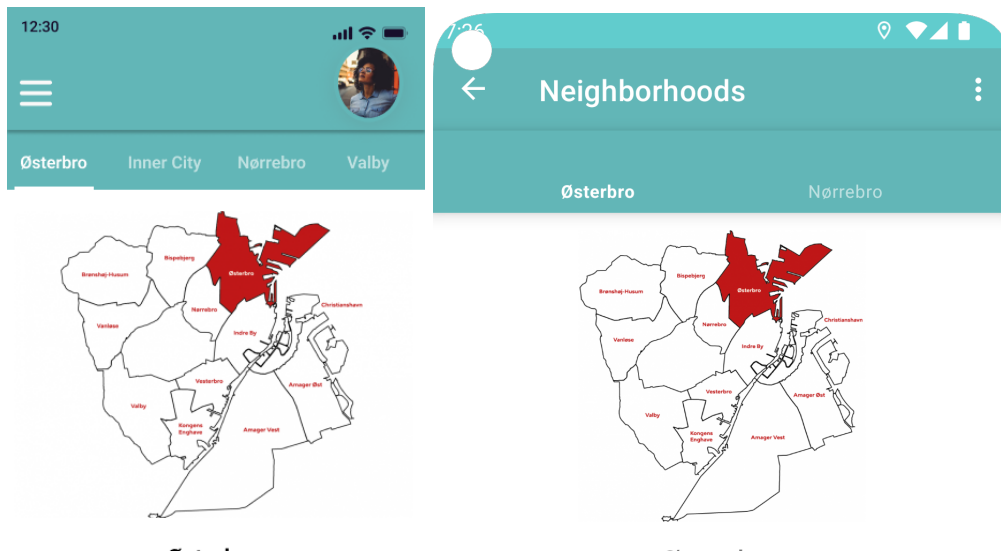 12:30
Østerbro Inner City Nørrebro Valby
Bispebjerg
Brønshøj-Husum
Østerbro
Christianshavn
Nørrebro
Vanløse
Indre By
Vesterbro
Amager Øst
Valby
Kongens
Enghave
Amager Vest
Neighborhoods
Østerbro Nørrebro
Bispebjerg
Brønshøj-Husum
Østerbro
Christianshavn
Nørrebro
Vanløse
Indre By
Vesterbro
Amager Øst
Valby
Kongens
Enghave
Amager Vest